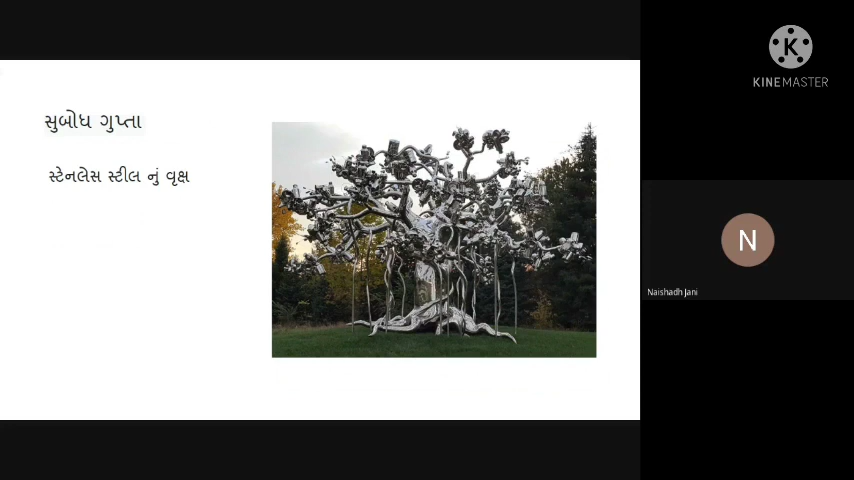 સુબોધ ગુપ્તા
સ્ટેનલેસ સ્ટીલ નું વૃક્ષ
K
KINEMASTER
N
Naishadh Jani